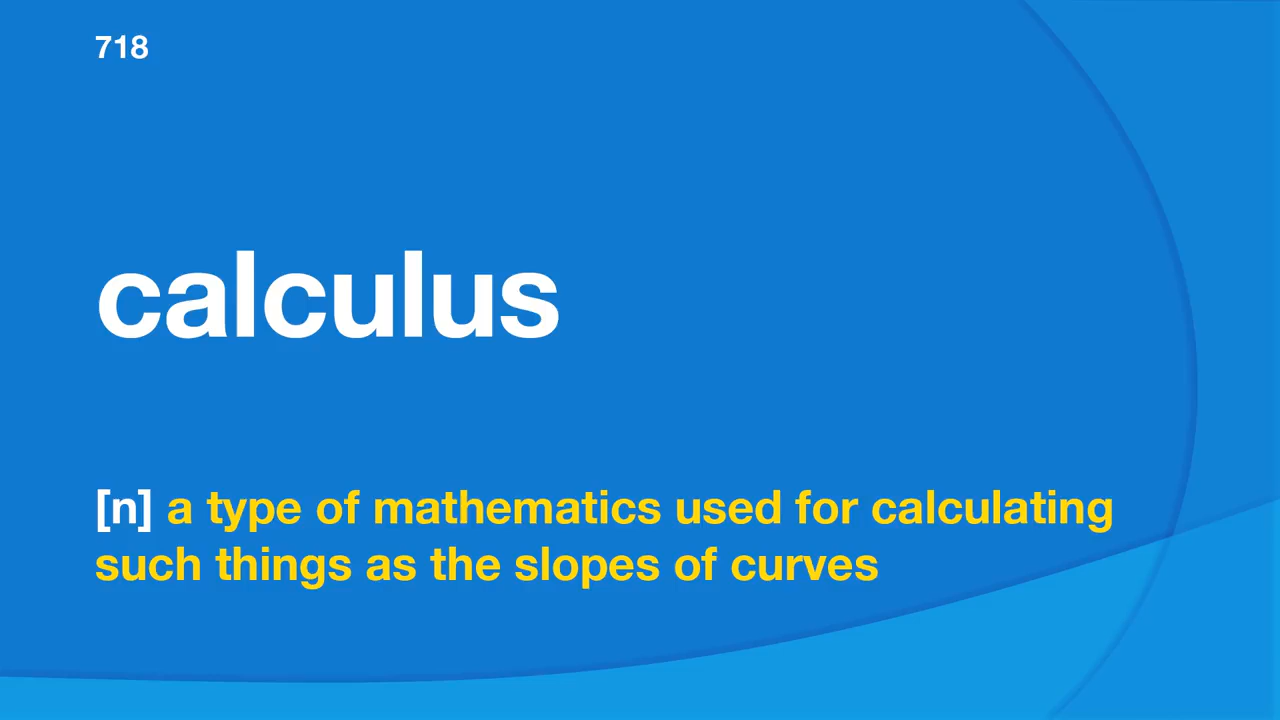 718
calculus
[n] a type of mathematics used for calculating
such things as the slopes of curves